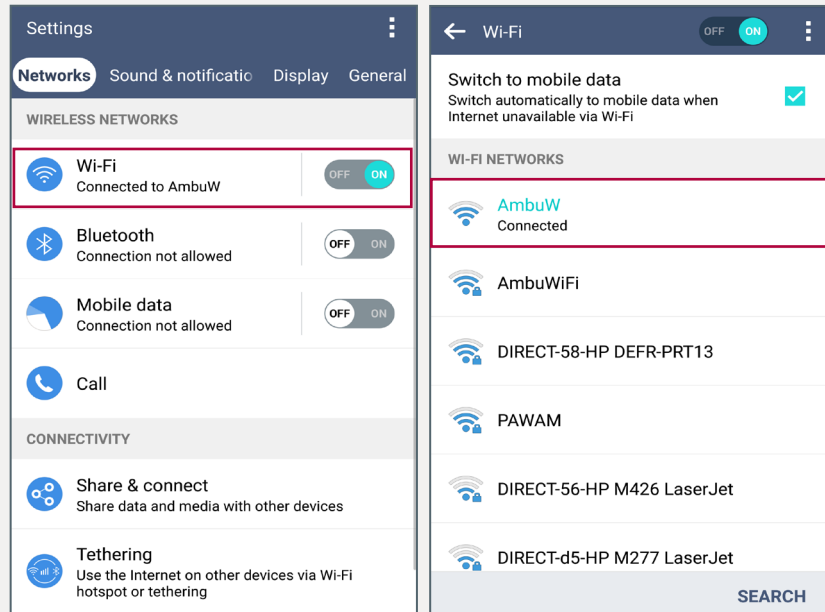 Settings
Networks Sound & notificatio Display General
WIRELESS NETWORKS
Wi-Fi
Connected to AmbuW
OFF ON
Bluetooth
Connection not allowed
OFF ON
Mobile data
Connection not allowed
OFF ON
Call
CONNECTIVITY
Share & connect
Share data and media with other devices
Tethering
Use the Internet on other devices via Wi-Fi
hotspot or tethering
Wi-Fi
OFF ON
Switch to mobile data
Switch automatically to mobile data when
Internet unavailable via Wi-Fi
WI-FI NETWORKS
AmbuW
Connected
AmbuWiFi
DIRECT-58-HP DEFR-PRT13
PAWAM
DIRECT-56-HP M426 LaserJet
DIRECT-d5-HP M277 LaserJet
SEARCH